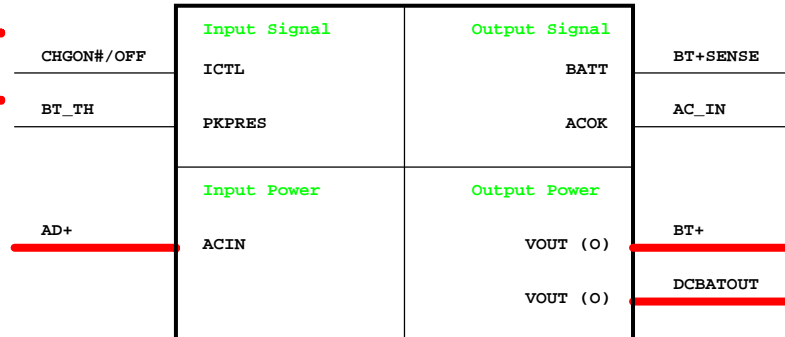 Input Signal Output Signal
CHGON#/OFF ICTL BATT BT+SENSE
BT_TH PKPRES ACOK AC_IN
Input Power Output Power
AD+ ACIN VOUT (O) BT+
VOUT (O) DCBATOUT